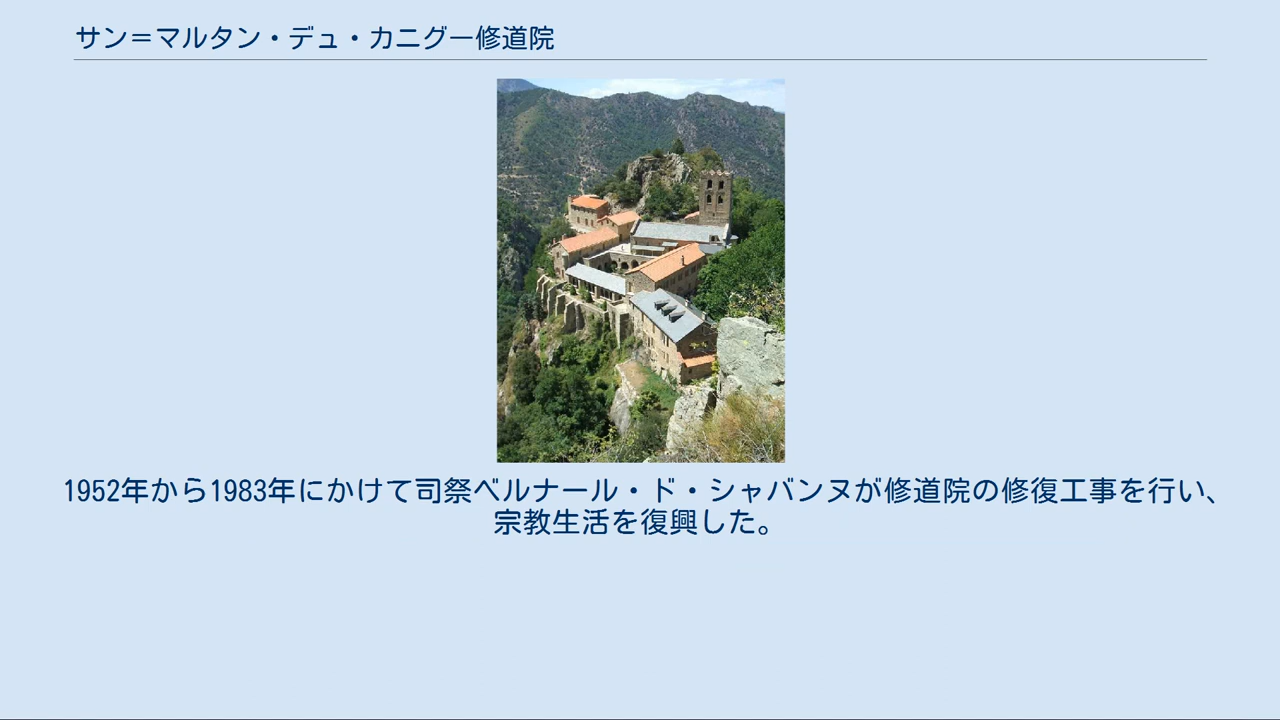 サン＝マルタン・デュ・カニグー修道院
1952年から1983年にかけて司祭ベルナール・ド・シャバンヌが修道院の修復工事を行い、
宗教生活を復興した。